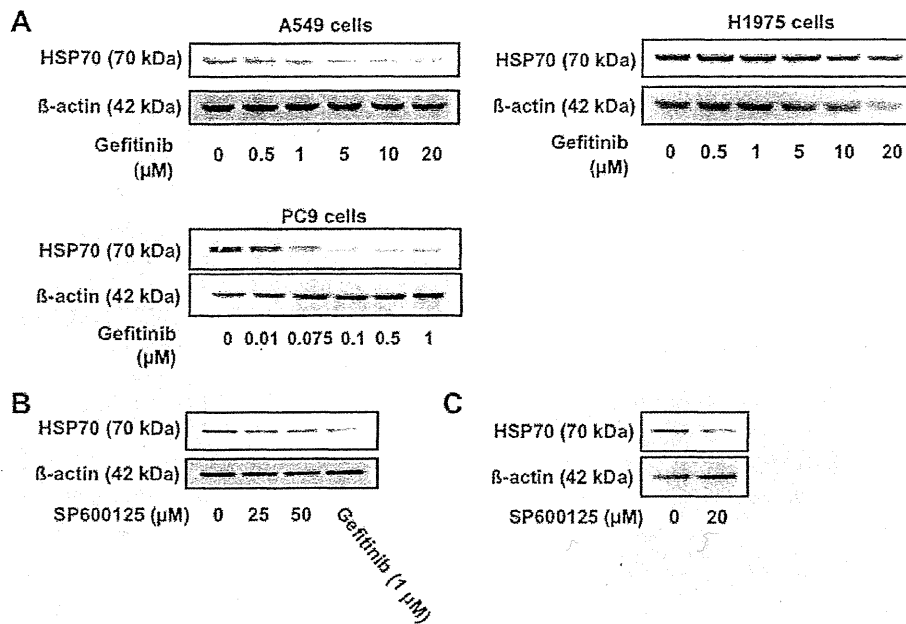 A
A549 cells
HSP70 (70 kDa)
ß-actin (42 kDa)
Gefitinib (µM)
0 0.5 1 5 10 20
H1975 cells
HSP70 (70 kDa)
ß-actin (42 kDa)
Gefitinib (µM)
0 0.5 1 5 10 20
PC9 cells
HSP70 (70 kDa)
ß-actin (42 kDa)
Gefitinib (µM)
0 0.01 0.075 0.1 0.5 1
B
HSP70 (70 kDa)
ß-actin (42 kDa)
SP600125 (µM) 0 25 50 Gefitinib (1 µM)
C
HSP70 (70 kDa)
ß-actin (42 kDa)
SP600125 (µM) 0 20